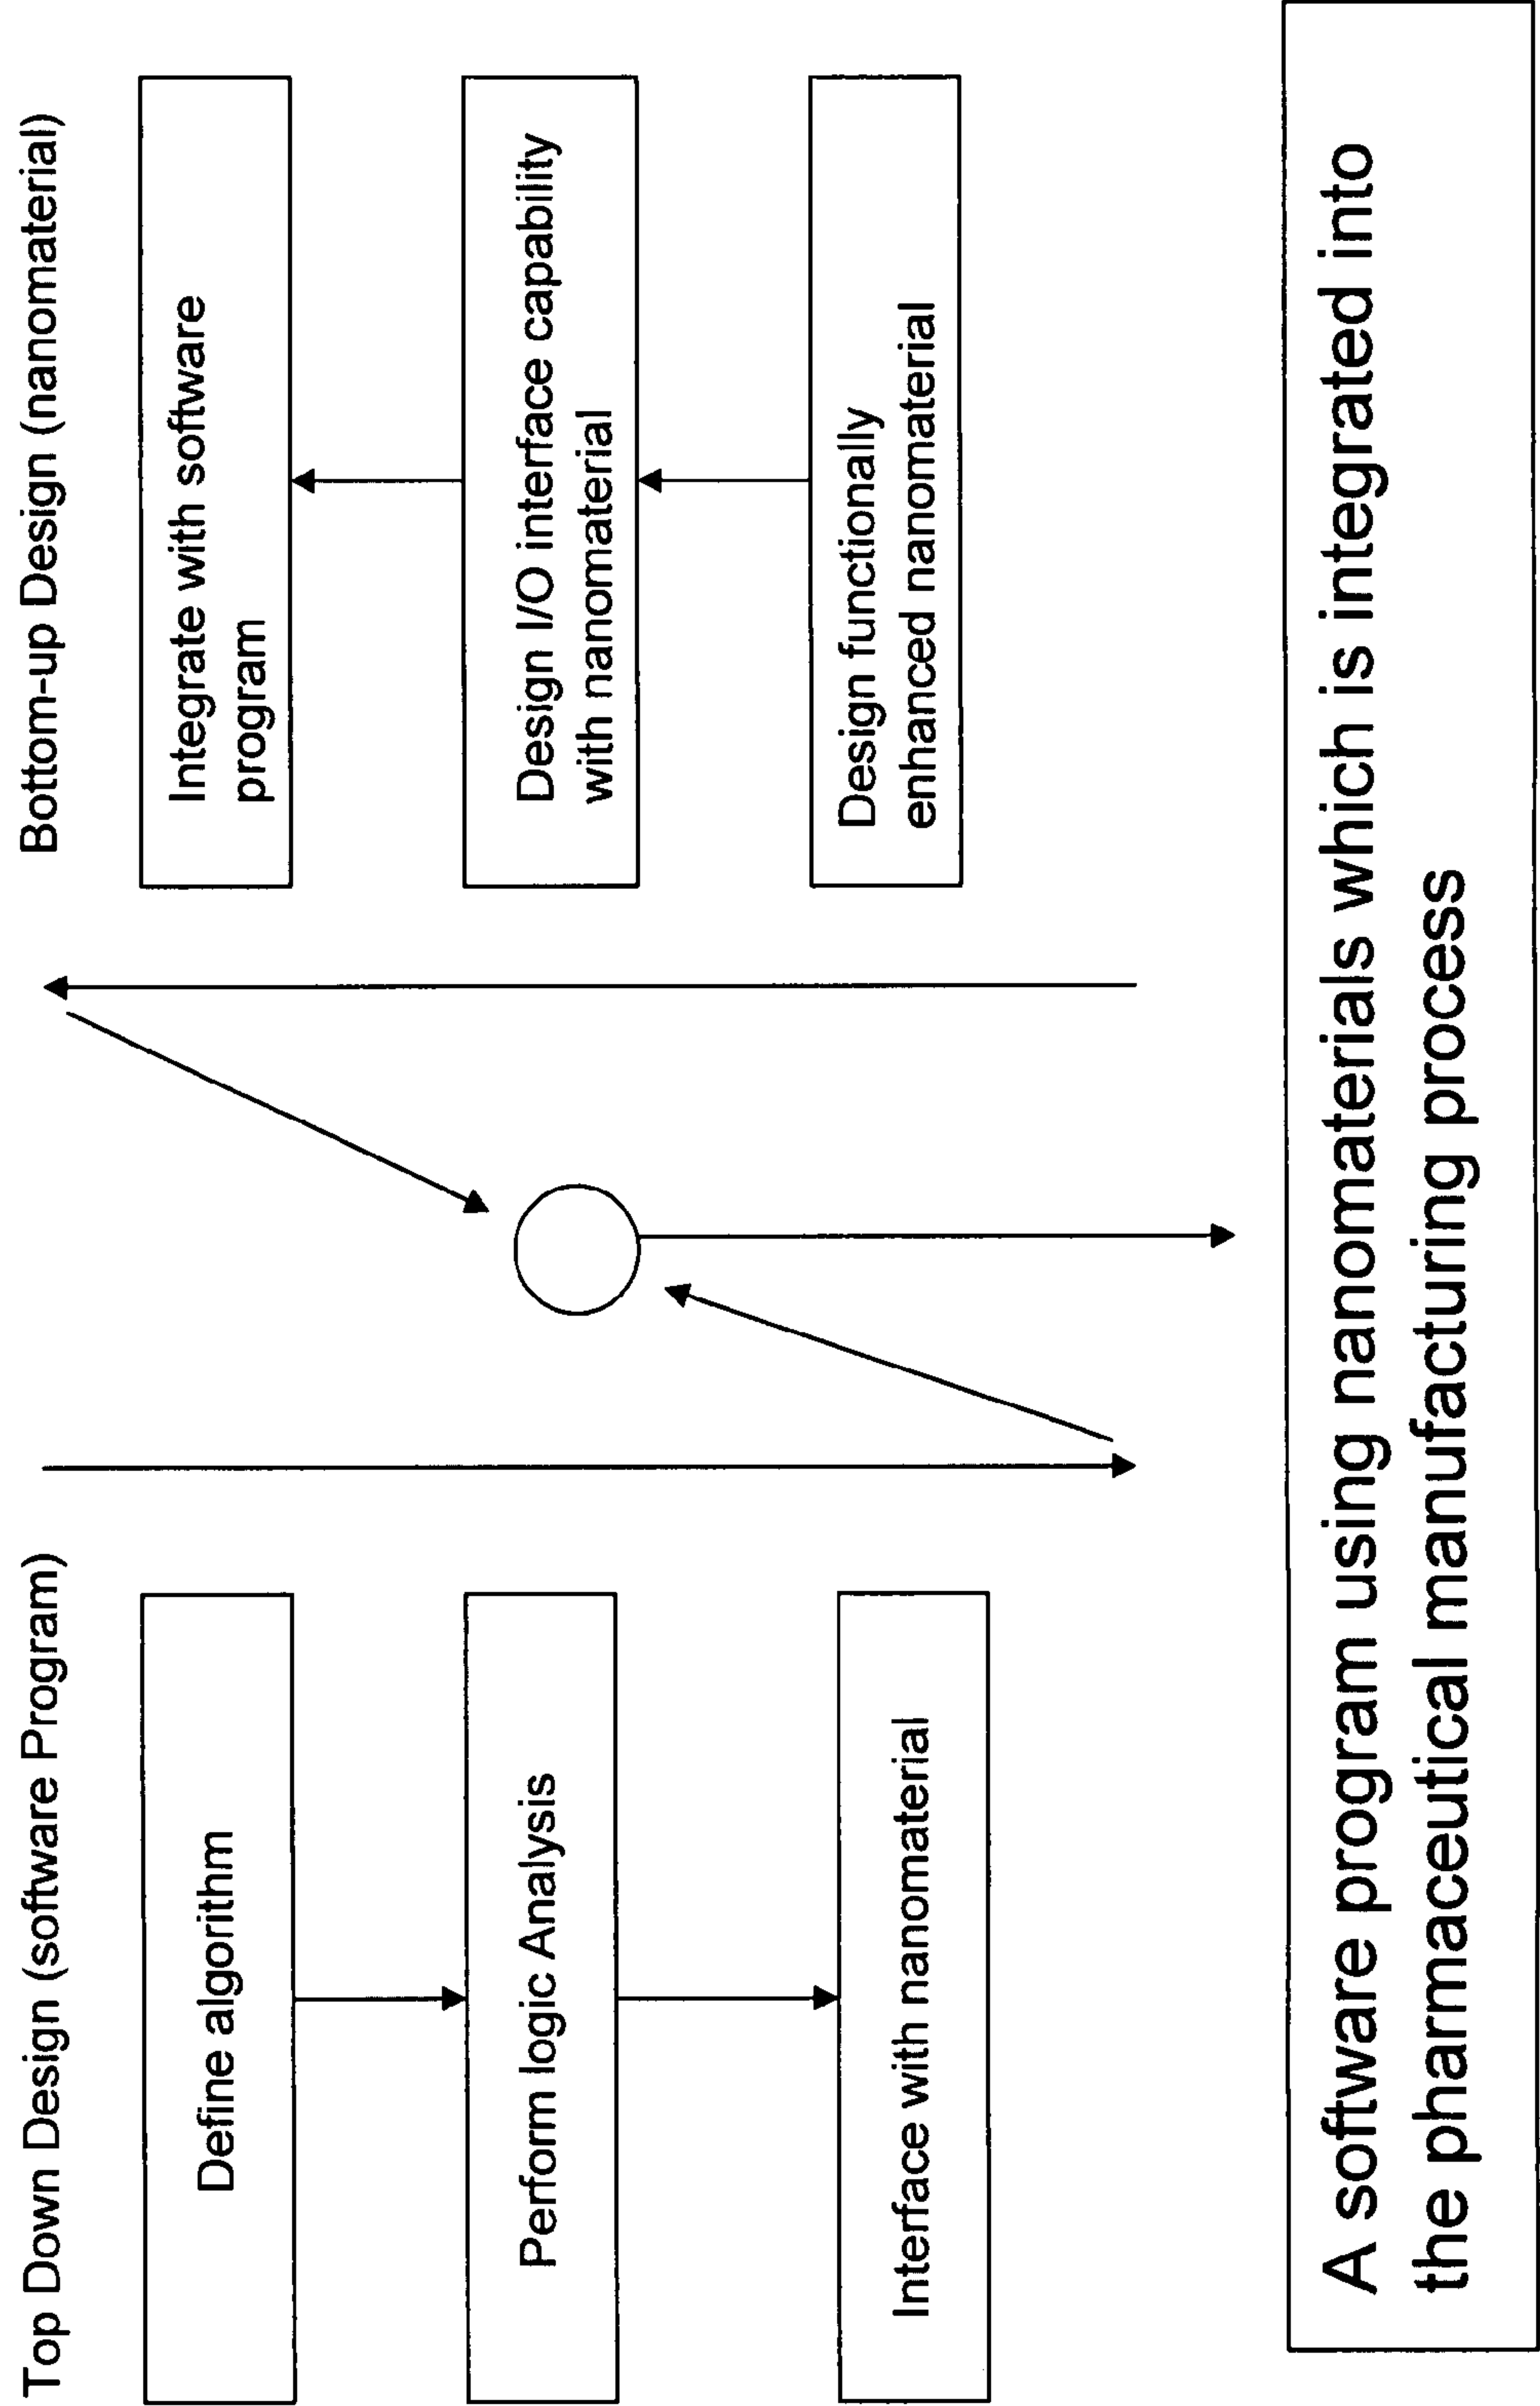 Top Down Design (software Program)
Define algorithm
Perform logic Analysis
Interface with nanomaterial
Bottom-up Design (nanomaterial)
Integrate with software
program
Design I/O interface capability
with nanomaterial
Design functionally
enhanced nanomaterial
A software program using nanomaterials which is integrated into
the pharmaceutical manufacturing process